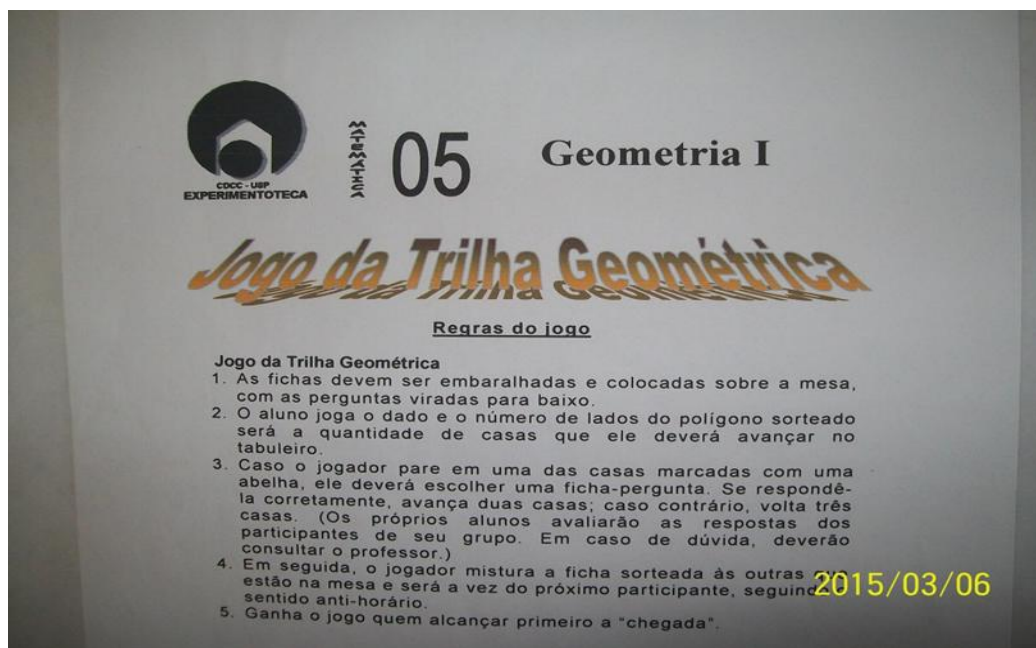 CDCC - USP
EXPERIMENTOTECA
MATEMÁTICA
05
Geometria I
Jogo da Trilha Geométrica
Regras do jogo
Jogo da Trilha Geométrica
1. As fichas devem ser embaralhadas e colocadas sobre a mesa,
com as perguntas viradas para baixo.
2. O aluno joga o dado e o número de lados do polígono sorteado
será a quantidade de casas que ele deverá avançar no
tabuleiro.
3. Caso o jogador pare em uma das casas marcadas com uma
abelha, ele deverá escolher uma ficha-pergunta. Se respondê-
la corretamente, avança duas casas; caso contrário, volta três
casas. (Os próprios alunos avaliarão as respostas dos
participantes de seu grupo. Em caso de dúvida, deverão
consultar o professor.)
4. Em seguida, o jogador mistura a ficha sorteada às outras
estão na mesa e será a vez do próximo participante, seguindo
sentido anti-horário.
5. Ganha o jogo quem alcançar primeiro a “chegada”.
2015/03/06